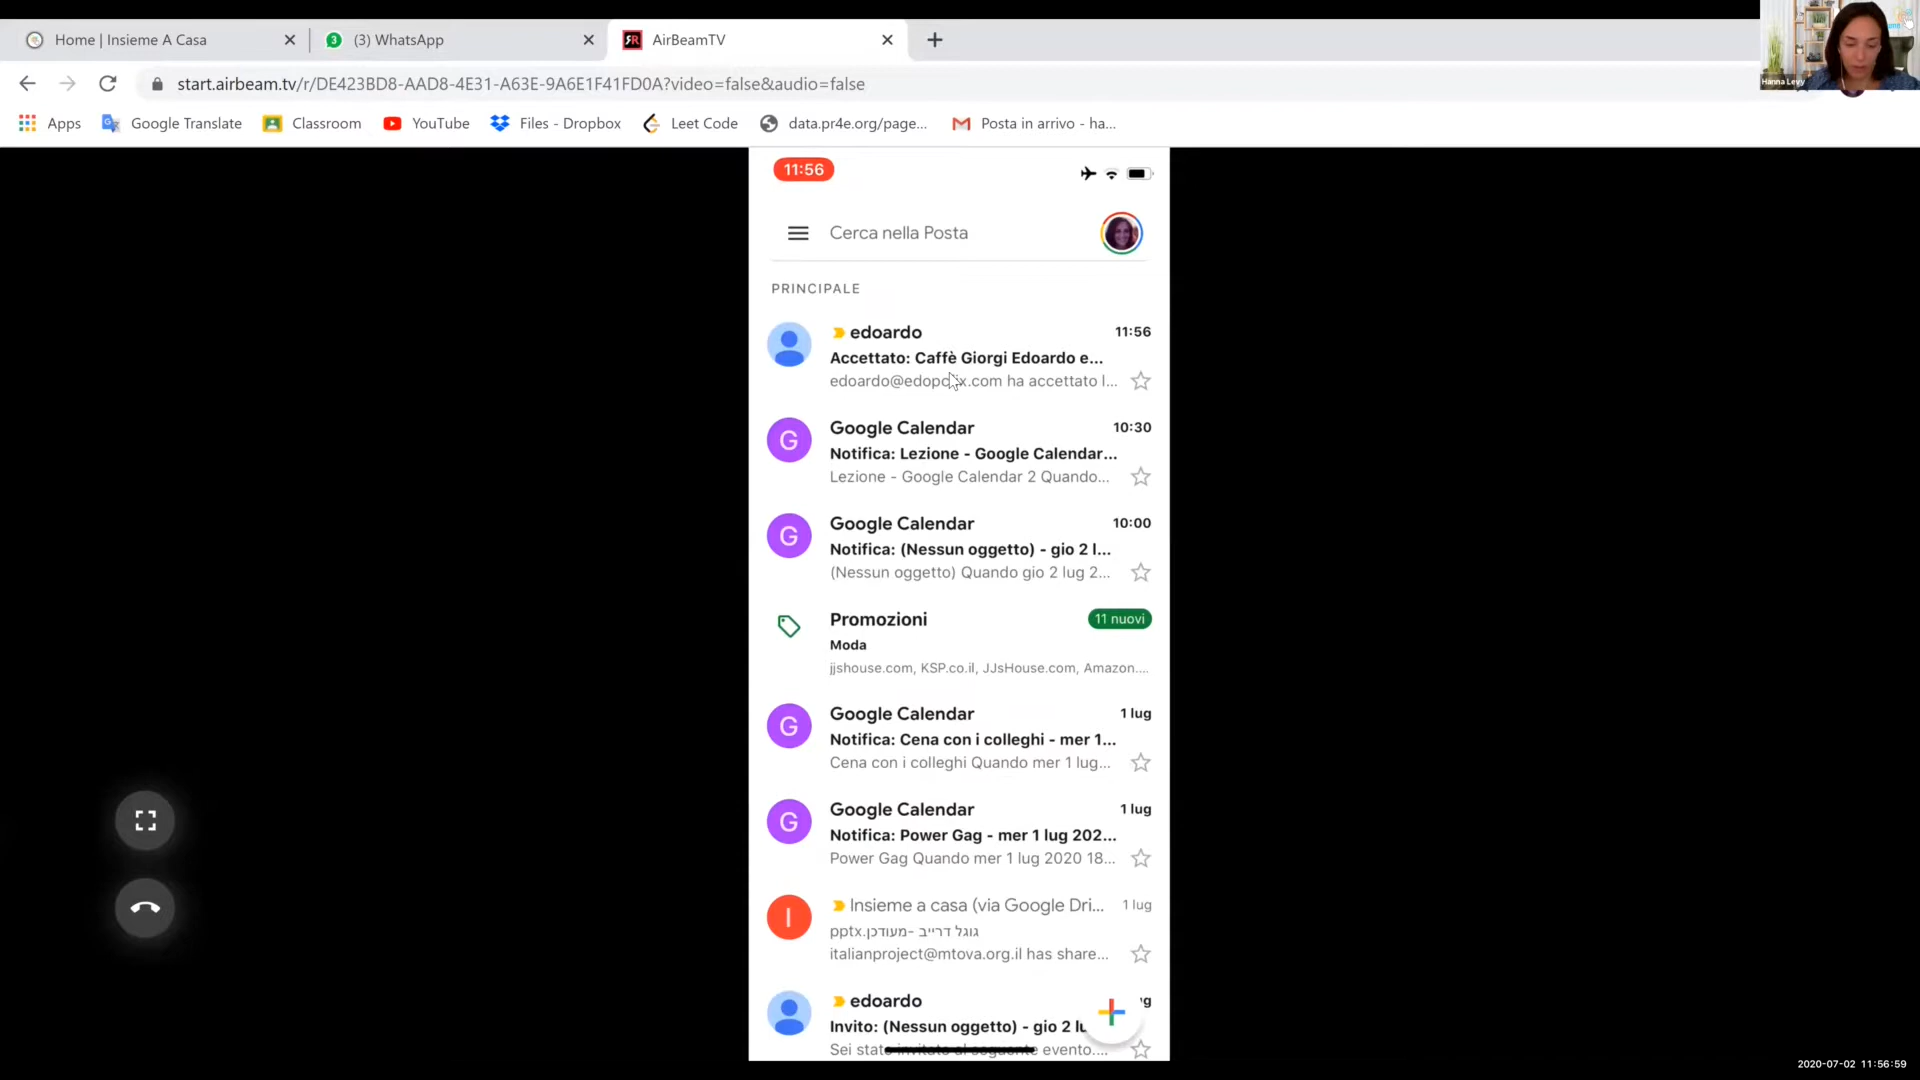 Home | Insieme A Casa
(3) WhatsApp
AirBeamTV
start.airbeam.tv/r/DE423BD8-AAD8-4E31-A63E-9A6E1F41FD0A?video=false&audio=false
Apps
Google Translate
Classroom
YouTube
Files - Dropbox
Leet Code
data.pr4e.org/page...
Posta in arrivo - ha...
Hanna Levy
11:56
Cerca nella Posta
PRINCIPALE
edoardo 11:56
Accettato: Caffè Giorgi Edoardo e...
ha accettato l...
G
Google Calendar 10:30
Notifica: Lezione - Google Calendar...
Lezione - Google Calendar 2 Quando...
G
Google Calendar 10:00
Notifica: (Nessun oggetto) - gio 2 l...
(Nessun oggetto) Quando gio 2 lug 2...
Promozioni 11 nuovi
Moda
jjshouse.com, KSP.co.il, JJsHouse.com, Amazon....
G
Google Calendar 1 lug
Notifica: Cena con i colleghi - mer 1...
Cena con i colleghi Quando mer 1 lug...
G
Google Calendar 1 lug
Notifica: Power Gag - mer 1 lug 202...
Power Gag Quando mer 1 lug 2020 18...
I
Insieme a casa (via Google Dri... 1 lug
גוגל דרייב -מעודכן.pptx
italianproject@mtova.org.il has share...
edoardo
Invito: (Nessun oggetto) - gio 2 lu
Sei stato invitato al seguente evento....
2020-07-02 11:56:59